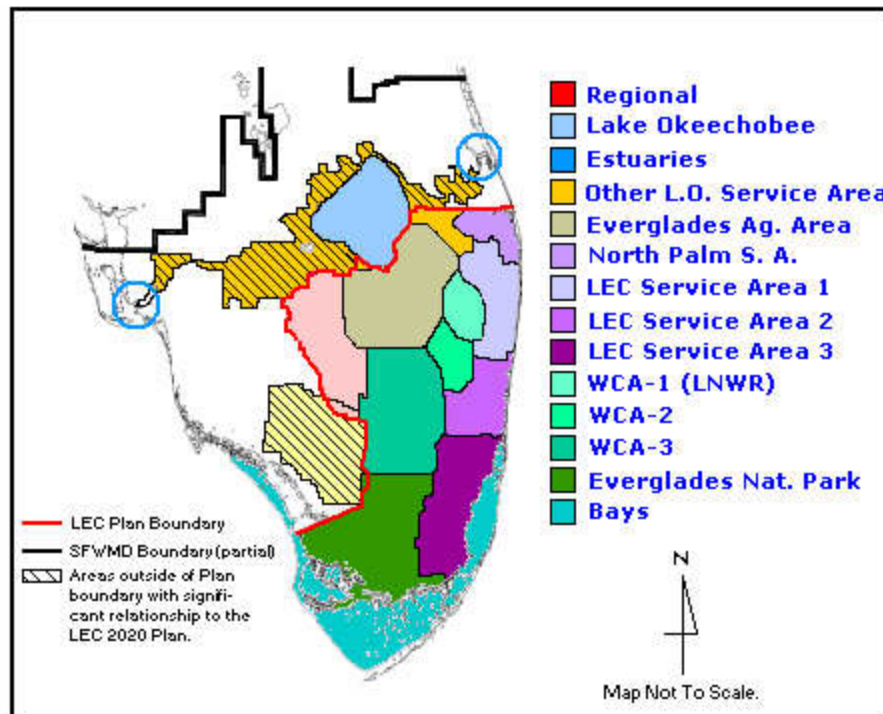 Regional
Lake Okeechobee
Estuaries
Other L.O. Service Area
Everglades Ag. Area
North Palm S. A.
LEC Service Area 1
LEC Service Area 2
LEC Service Area 3
WCA-1 (LNWR)
WCA-2
WCA-3
Everglades Nat. Park
Bays
LEC Plan Boundary
SFWMD Boundary (partial)
Areas outside of Plan
boundary with signifi-
cant relationship to the
LEC 2020 Plan.
N
Map Not To Scale.